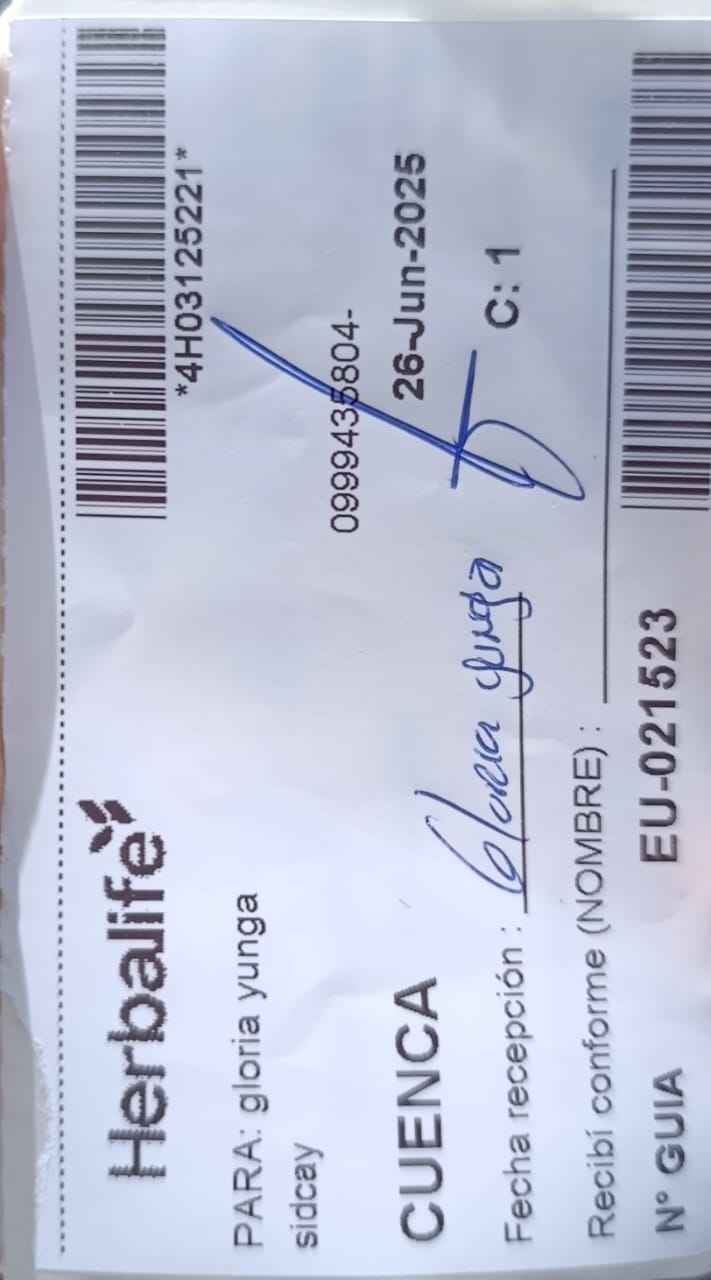 Herbalife
*4H03125221*
PARA: gloria yunga
sidcay
0999435804-
CUENCA
26-Jun-2025
Fecha recepción : Gloria yunga
C: 1
Recibí conforme (NOMBRE) :
N° GUIA EU-021523